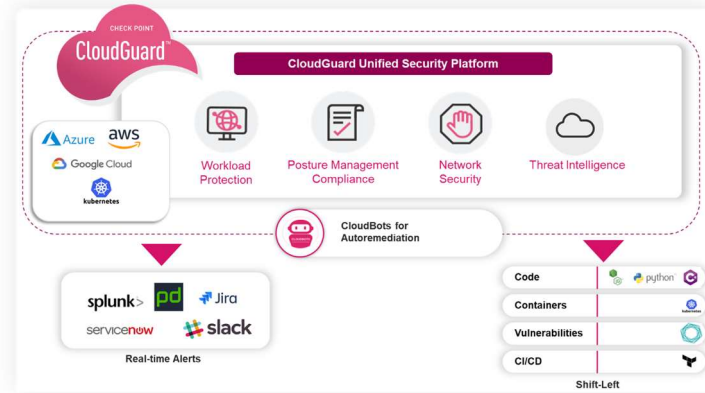 CHECK POINT
CloudGuard™
CloudGuard Unified Security Platform
Azure
aws
Google Cloud
kubernetes
Workload
Protection
Posture Management
Compliance
Network
Security
Threat Intelligence
CloudBots for
Autoremediation
splunk>
pd
Jira
servicenow
slack
Real-time Alerts
Code
python
Containers
kubernetes
Vulnerabilities
CI/CD
Shift-Left